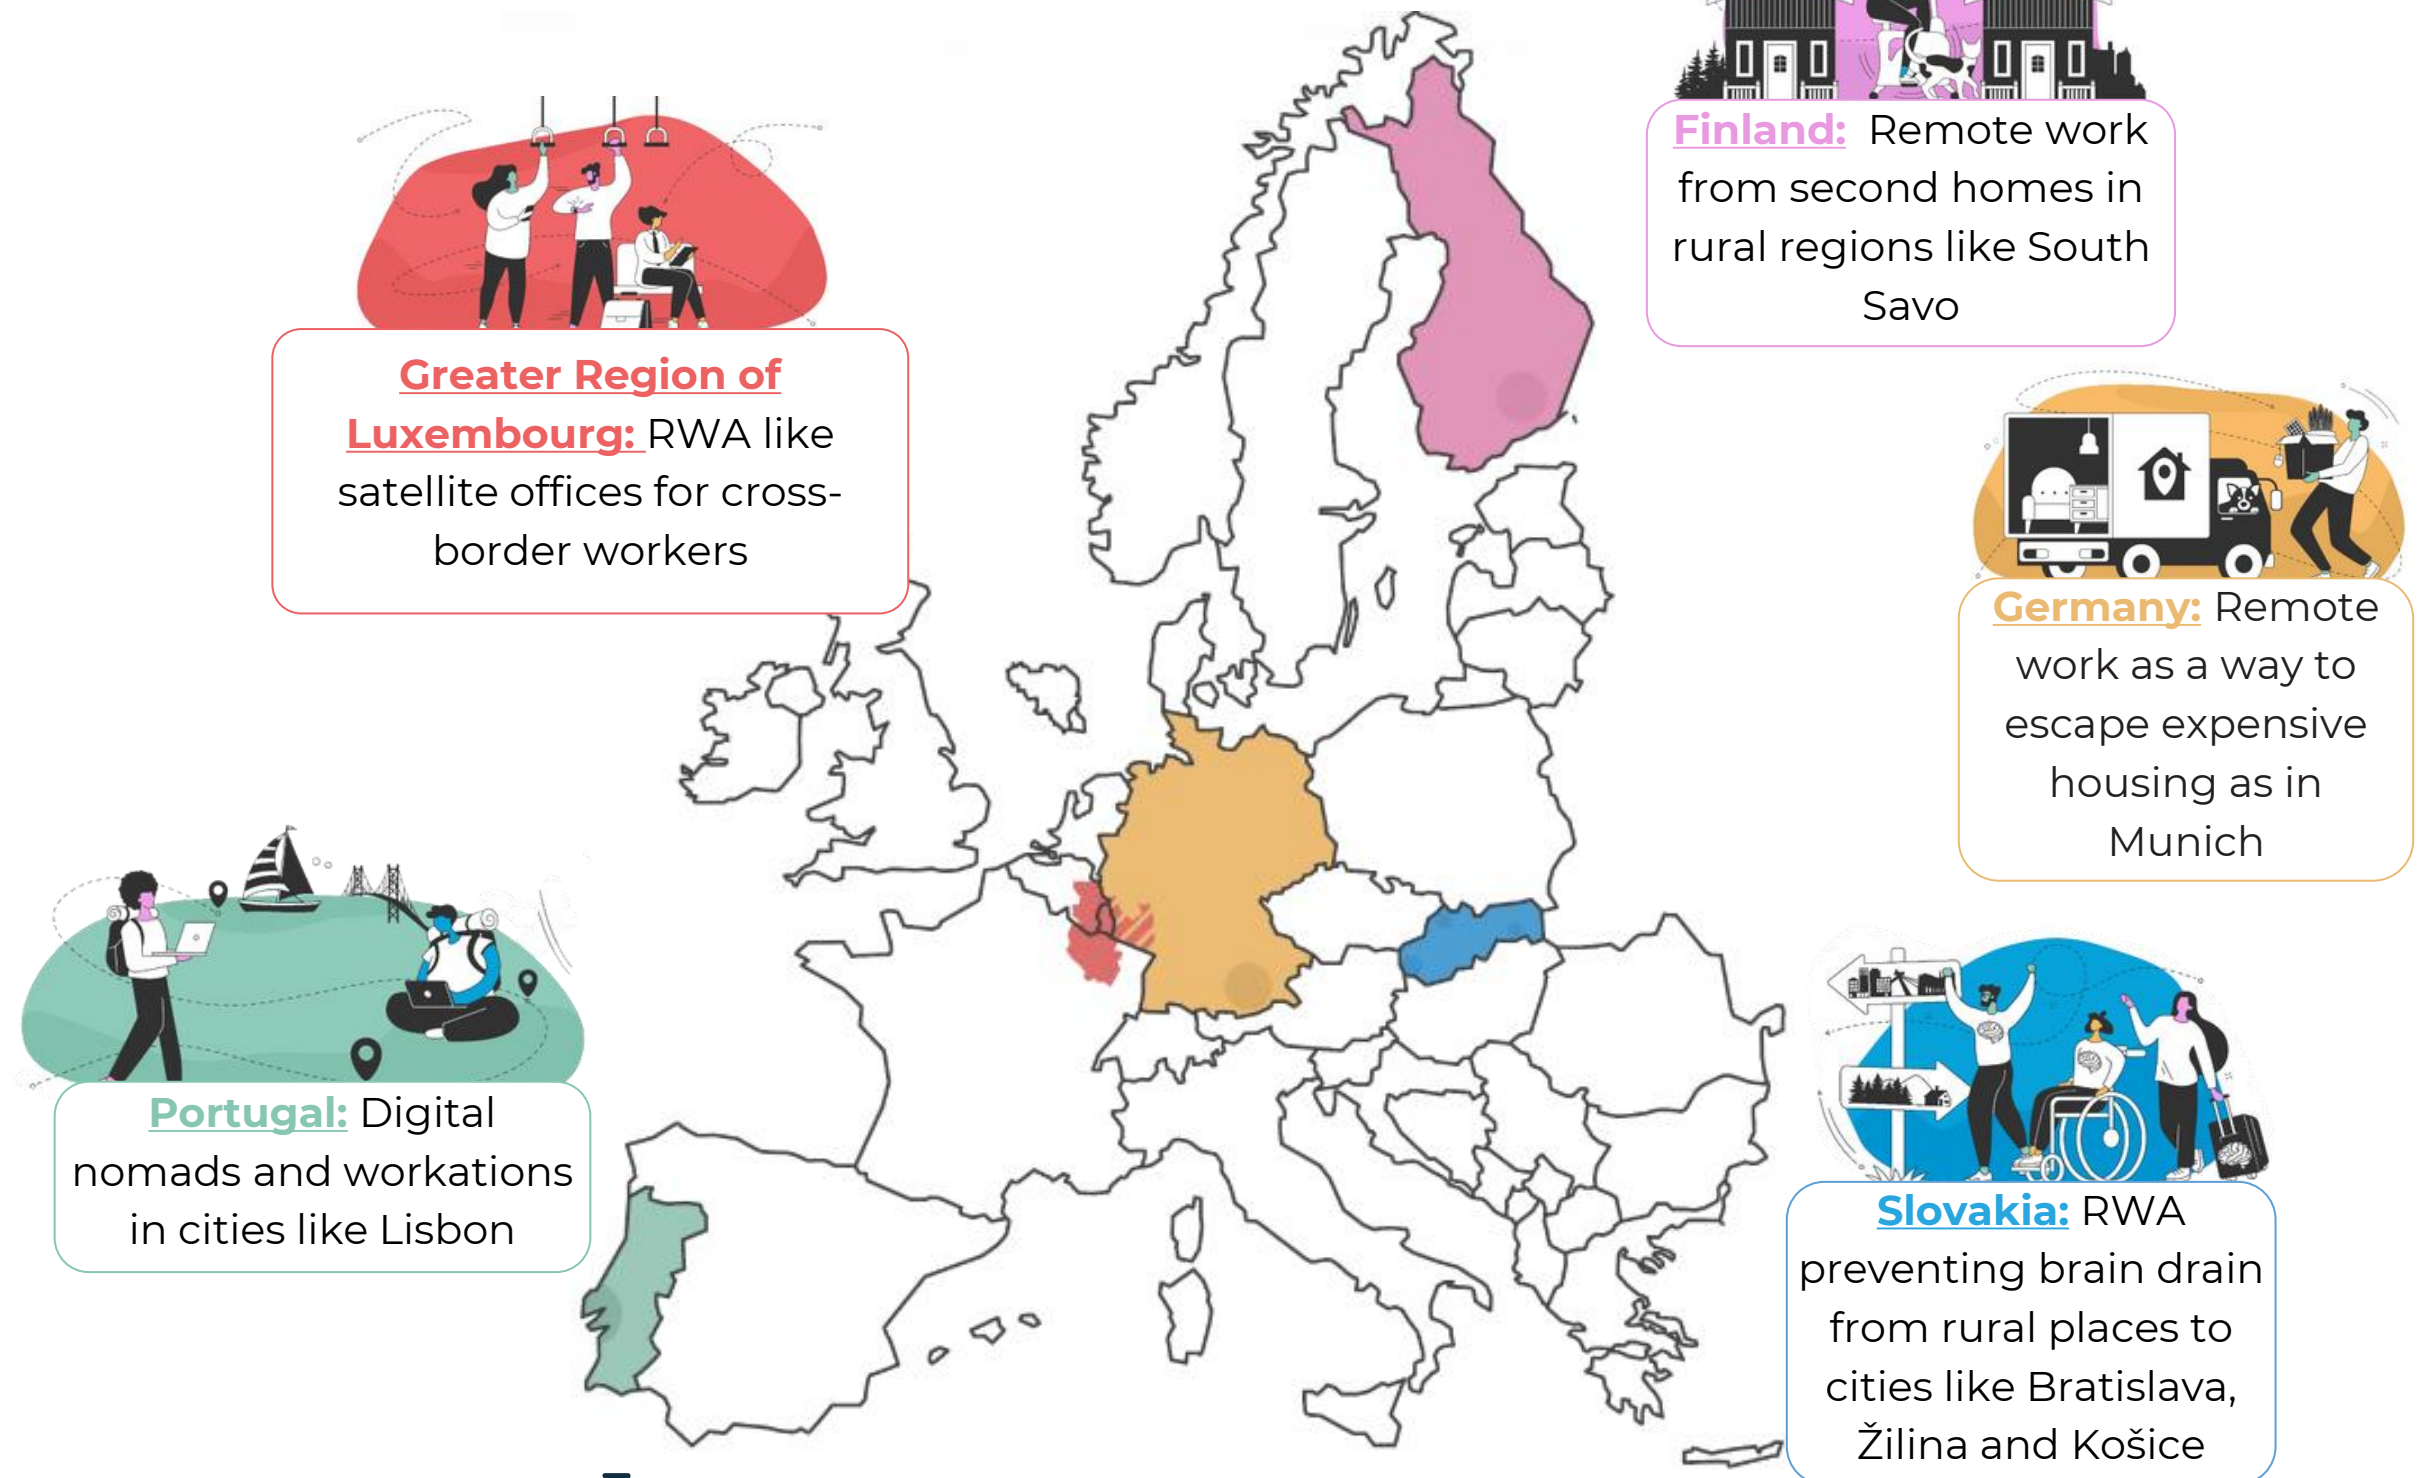 Finland: Remote work
from second homes in
rural regions like South
Savo
Greater Region of
Luxembourg: RWA like
satellite offices for cross-
border workers
Germany: Remote
work as a way to
escape expensive
housing as in
Munich
Portugal: Digital
nomads and workations
in cities like Lisbon
Slovakia: RWA
preventing brain drain
from rural places to
cities like Bratislava,
Žilina and Košice